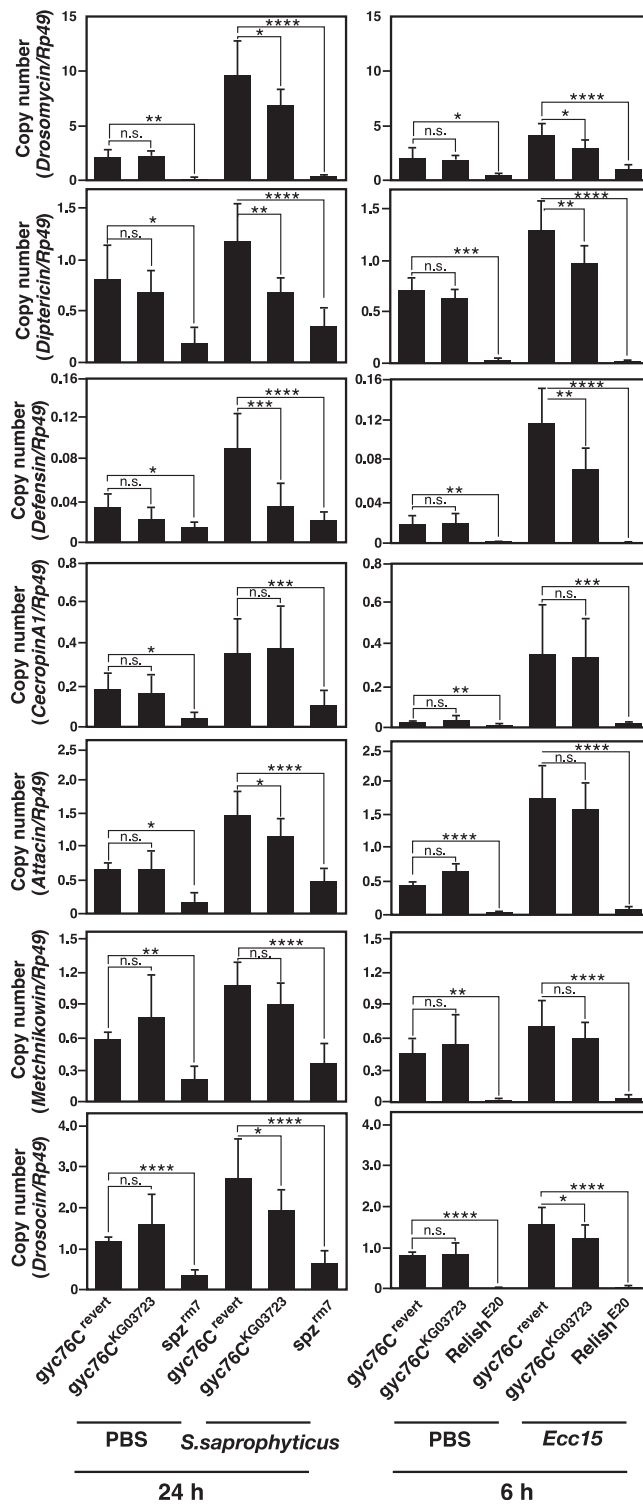 Copy number
(Drosomycin/Rp49)
15
10
5
0
n.s.
**
*
****
15
10
5
0
n.s.
*
*
****
Copy number
(Diptericin/Rp49)
1.5
1.0
0.5
0
n.s.
*
**
****
1.5
1.0
0.5
0
n.s.
***
**
****
Copy number
(Defensin/Rp49)
0.16
0.12
0.08
0.04
0
n.s.
*
***
****
0.16
0.12
0.08
0.04
0
n.s.
**
**
****
Copy number
(CecropinA1/Rp49)
0.8
0.6
0.4
0.2
0
n.s.
*
n.s.
***
0.8
0.6
0.4
0.2
0
n.s.
**
n.s.
***
Copy number
(Attacin/Rp49)
2.5
2.0
1.5
1.0
0.5
0
n.s.
*
*
****
2.5
2.0
1.5
1.0
0.5
0
n.s.
****
n.s.
****
Copy number
(Metchnikowin/Rp49)
1.5
1.2
0.9
0.6
0.3
0
n.s.
**
n.s.
****
1.5
1.2
0.9
0.6
0.3
0
n.s.
**
n.s.
****
Copy number
(Drosocin/Rp49)
4.0
3.0
2.0
1.0
0
n.s.
****
*
****
4.0
3.0
2.0
1.0
0
n.s.
****
*
****
gyc76C revert
gyc76C KG03723
spz rm7
gyc76C revert
gyc76C KG03723
spz rm7
gyc76C revert
gyc76C KG03723
Relish E20
gyc76C revert
gyc76C KG03723
Relish E20
PBS S.saprophyticus PBS Ecc15
24 h 6 h